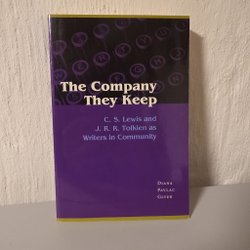 The Company
They Keep
C. S. Lewis and
J. R. R. Tolkien as
Writers in Community
Diana
Pavlac
Glyer